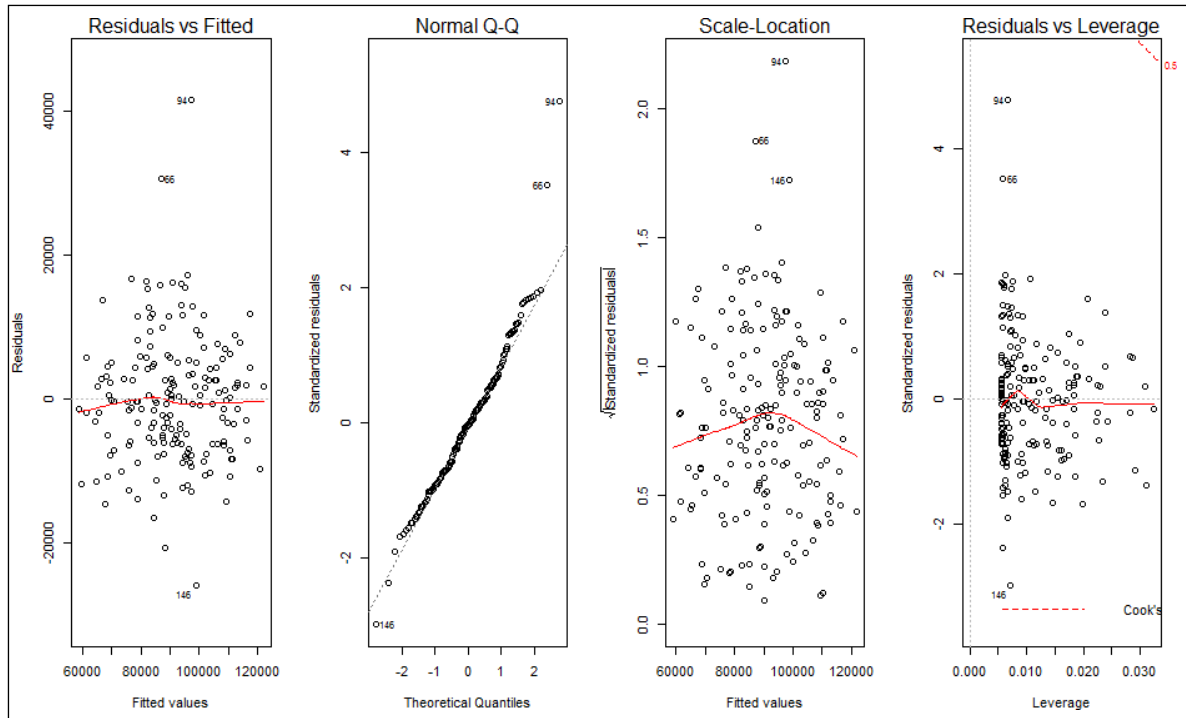 Residuals vs Fitted
40000
20000
0
-20000
Residuals
94
66
146
60000 80000 100000 120000
Fitted values
Normal Q-Q
4
2
0
-2
Standardized residuals
94
66
146
-2 -1 0 1 2
Theoretical Quantiles
Scale-Location
2.0
1.5
1.0
0.5
0.0
√|Standardized residuals|
94
66
146
60000 80000 100000 120000
Fitted values
Residuals vs Leverage
4
2
0
-2
Standardized residuals
94
66
146
0.5
Cook's
0.000 0.010 0.020 0.030
Leverage